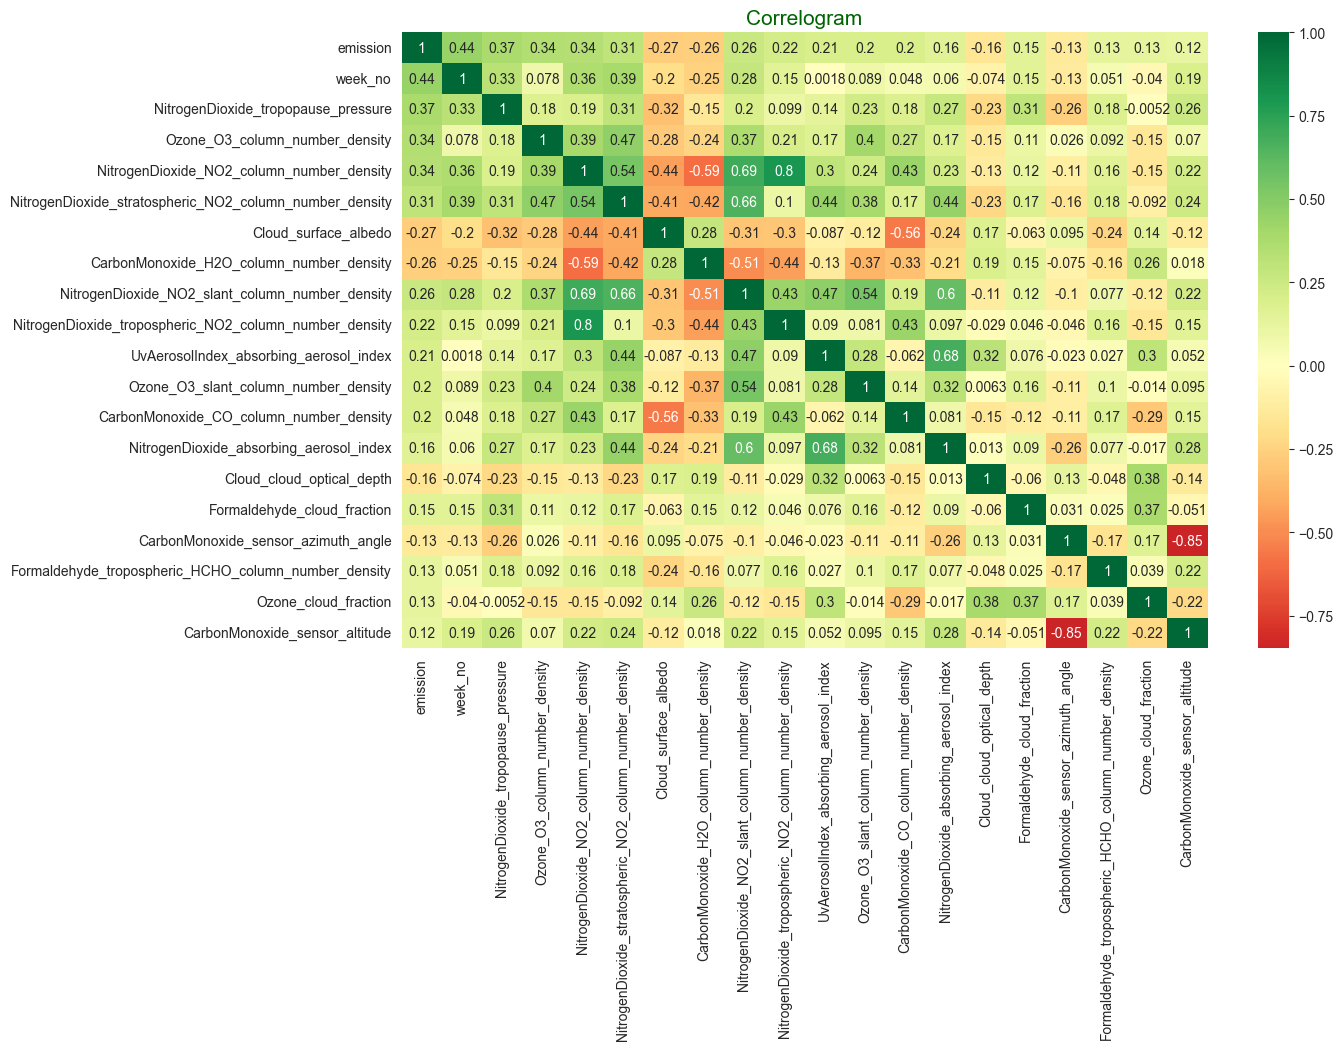 Correlogram
emission 1 0.44 0.37 0.34 0.34 0.31 -0.27 -0.26 0.26 0.22 0.21 0.2 0.2 0.16 -0.16 0.15 -0.13 0.13 0.13 0.12
week_no 0.44 1 0.33 0.078 0.36 0.39 -0.2 -0.25 0.28 0.15 0.0018 0.089 0.048 0.06 -0.074 0.15 -0.13 0.051 -0.04 0.19
NitrogenDioxide_tropopause_pressure 0.37 0.33 1 0.18 0.19 0.31 -0.32 -0.15 0.2 0.099 0.14 0.23 0.18 0.27 -0.23 0.31 -0.26 0.18 -0.0052 0.26
Ozone_O3_column_number_density 0.34 0.078 0.18 1 0.39 0.47 -0.28 -0.24 0.37 0.21 0.17 0.4 0.27 0.17 -0.15 0.11 0.026 0.092 -0.15 0.07
NitrogenDioxide_NO2_column_number_density 0.34 0.36 0.19 0.39 1 0.54 -0.44 -0.59 0.69 0.8 0.3 0.24 0.43 0.23 -0.13 0.12 -0.11 0.16 -0.15 0.22
NitrogenDioxide_stratospheric_NO2_column_number_density 0.31 0.39 0.31 0.47 0.54 1 -0.41 -0.42 0.66 0.1 0.44 0.38 0.17 0.44 -0.23 0.17 -0.16 0.18 -0.092 0.24
Cloud_surface_albedo -0.27 -0.2 -0.32 -0.28 -0.44 -0.41 1 0.28 -0.31 -0.3 -0.087 -0.12 -0.56 -0.24 0.17 -0.063 0.095 -0.24 0.14 -0.12
CarbonMonoxide_H2O_column_number_density -0.26 -0.25 -0.15 -0.24 -0.59 -0.42 0.28 1 -0.51 -0.44 -0.13 -0.37 -0.33 -0.21 0.19 0.15 -0.075 -0.16 0.26 0.018
NitrogenDioxide_NO2_slant_column_number_density 0.26 0.28 0.2 0.37 0.69 0.66 -0.31 -0.51 1 0.43 0.47 0.54 0.19 0.6 -0.11 0.12 -0.1 0.077 -0.12 0.22
NitrogenDioxide_tropospheric_NO2_column_number_density 0.22 0.15 0.099 0.21 0.8 0.1 -0.3 -0.44 0.43 1 0.09 0.081 0.43 0.097 -0.029 0.046 -0.046 0.16 -0.15 0.15
UvAerosolIndex_absorbing_aerosol_index 0.21 0.0018 0.14 0.17 0.3 0.44 -0.087 -0.13 0.47 0.09 1 0.28 -0.062 0.68 0.32 0.076 -0.023 0.027 0.3 0.052
Ozone_O3_slant_column_number_density 0.2 0.089 0.23 0.4 0.24 0.38 -0.12 -0.37 0.54 0.081 0.28 1 0.14 0.32 0.0063 0.16 -0.11 0.1 -0.014 0.095
CarbonMonoxide_CO_column_number_density 0.2 0.048 0.18 0.27 0.43 0.17 -0.56 -0.33 0.19 0.43 -0.062 0.14 1 0.081 -0.15 -0.12 -0.11 0.17 -0.29 0.15
NitrogenDioxide_absorbing_aerosol_index 0.16 0.06 0.27 0.17 0.23 0.44 -0.24 -0.21 0.6 0.097 0.68 0.32 0.081 1 0.013 0.09 -0.26 0.077 -0.017 0.28
Cloud_cloud_optical_depth -0.16 -0.074 -0.23 -0.15 -0.13 -0.23 0.17 0.19 -0.11 -0.029 0.32 0.0063 -0.15 0.013 1 -0.06 0.13 -0.048 0.38 -0.14
Formaldehyde_cloud_fraction 0.15 0.15 0.31 0.11 0.12 0.17 -0.063 0.15 0.12 0.046 0.076 0.16 -0.12 0.09 -0.06 1 0.031 0.025 0.37 -0.051
CarbonMonoxide_sensor_azimuth_angle -0.13 -0.13 -0.26 0.026 -0.11 -0.16 0.095 -0.075 -0.1 -0.046 -0.023 -0.11 -0.11 -0.26 0.13 0.031 1 -0.17 0.17 -0.85
Formaldehyde_tropospheric_HCHO_column_number_density 0.13 0.051 0.18 0.092 0.16 0.18 -0.24 -0.16 0.077 0.16 0.027 0.1 0.17 0.077 -0.048 0.025 -0.17 1 0.039 0.22
Ozone_cloud_fraction 0.13 -0.04 -0.0052 -0.15 -0.15 -0.092 0.14 0.26 -0.12 -0.15 0.3 -0.014 -0.29 -0.017 0.38 0.37 0.17 0.039 1 -0.22
CarbonMonoxide_sensor_altitude 0.12 0.19 0.26 0.07 0.22 0.24 -0.12 0.018 0.22 0.15 0.052 0.095 0.15 0.28 -0.14 -0.051 -0.85 0.22 -0.22 1
emission
week_no
NitrogenDioxide_tropopause_pressure
Ozone_O3_column_number_density
NitrogenDioxide_NO2_column_number_density
NitrogenDioxide_stratospheric_NO2_column_number_density
Cloud_surface_albedo
CarbonMonoxide_H2O_column_number_density
NitrogenDioxide_NO2_slant_column_number_density
NitrogenDioxide_tropospheric_NO2_column_number_density
UvAerosolIndex_absorbing_aerosol_index
Ozone_O3_slant_column_number_density
CarbonMonoxide_CO_column_number_density
NitrogenDioxide_absorbing_aerosol_index
Cloud_cloud_optical_depth
Formaldehyde_cloud_fraction
CarbonMonoxide_sensor_azimuth_angle
Formaldehyde_tropospheric_HCHO_column_number_density
Ozone_cloud_fraction
CarbonMonoxide_sensor_altitude
1.00
0.75
0.50
0.25
0.00
−0.25
−0.50
−0.75